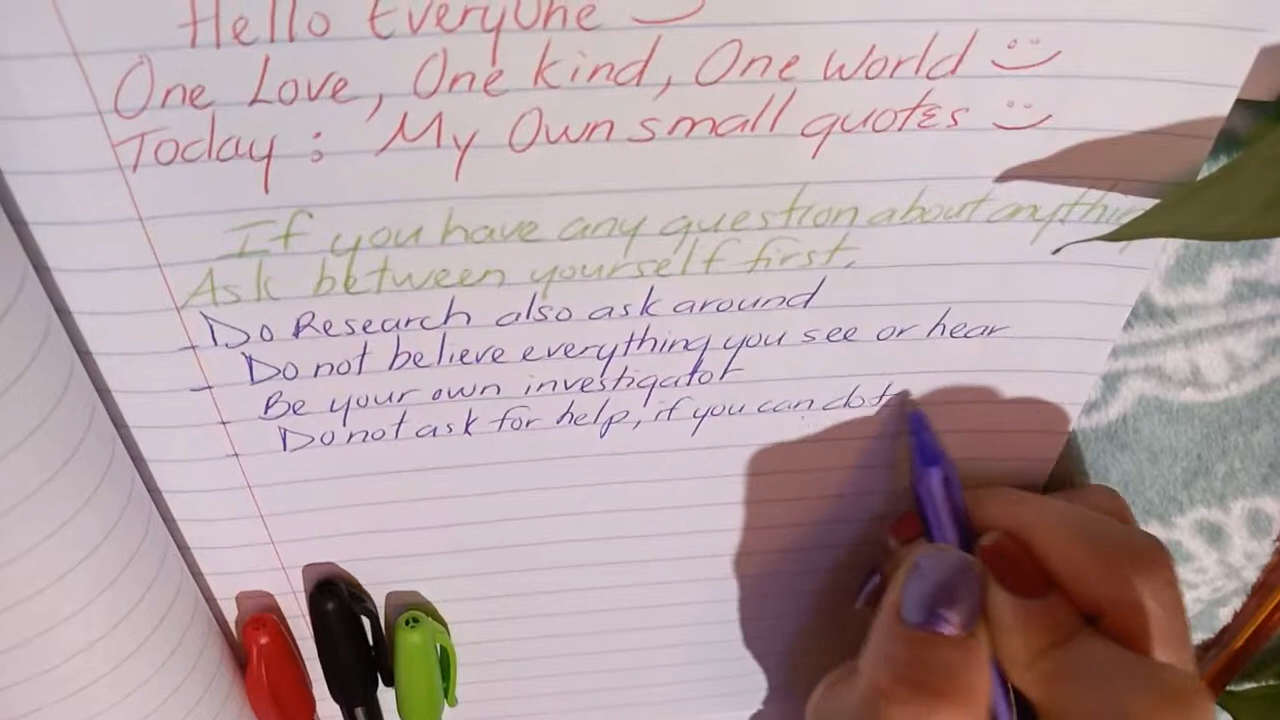 Hello Everyone
One Love, One kind, One World
Today : My Own small quotes
If you have any question about
Ask between yourself first.
- Do Research also ask around
- Do not believe everything you see or hear
- Be your own investigator
- Do not ask for help, if you can do